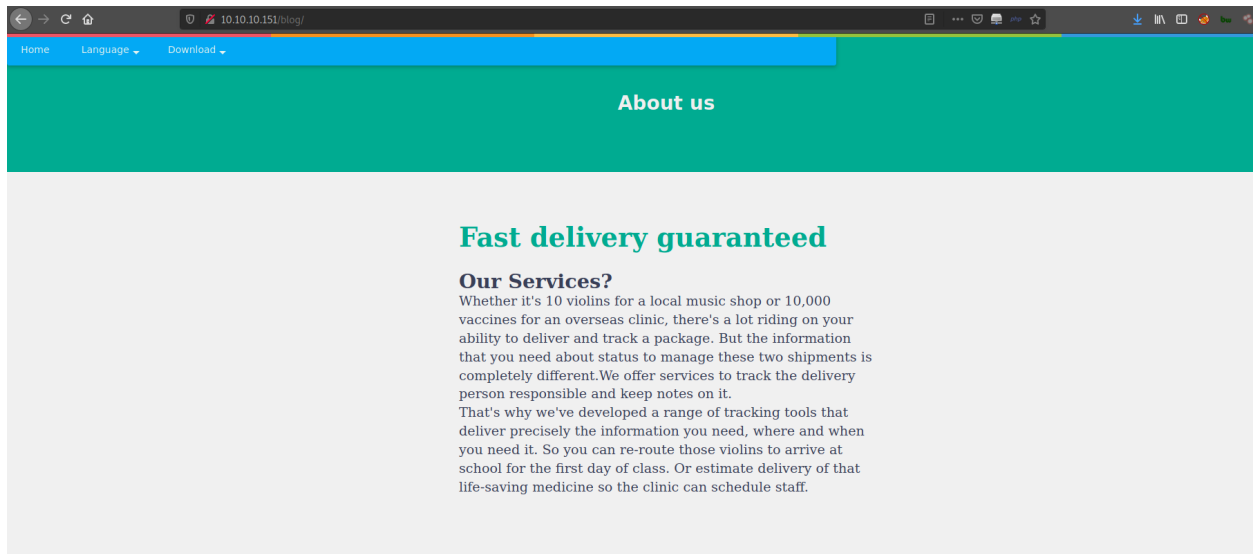 10.10.10.151/blog/
Home Language Download
About us
Fast delivery guaranteed
Our Services?
Whether it's 10 violins for a local music shop or 10,000
vaccines for an overseas clinic, there's a lot riding on your
ability to deliver and track a package. But the information
that you need about status to manage these two shipments is
completely different.We offer services to track the delivery
person responsible and keep notes on it.
That's why we've developed a range of tracking tools that
deliver precisely the information you need, where and when
you need it. So you can re-route those violins to arrive at
school for the first day of class. Or estimate delivery of that
life-saving medicine so the clinic can schedule staff.